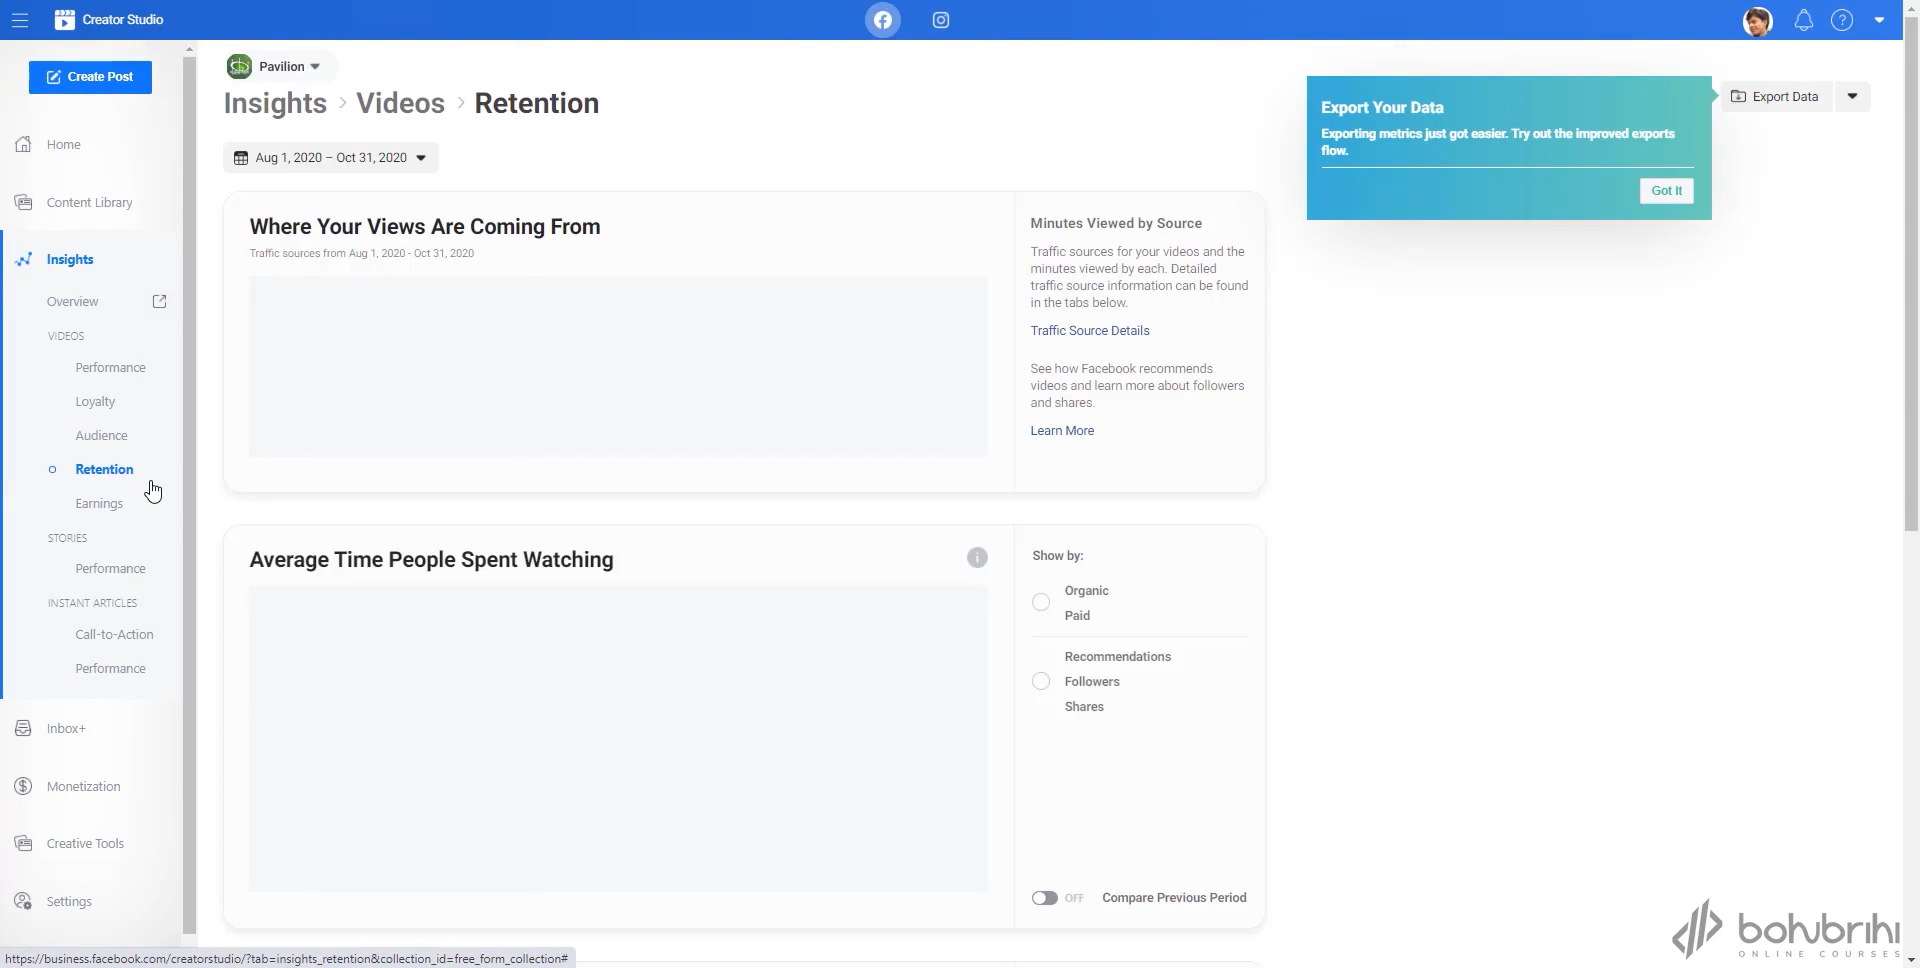 Creator Studio
Create Post
Home
Content Library
Insights
Overview
VIDEOS
Performance
Loyalty
Audience
Retention
Earnings
STORIES
Performance
INSTANT ARTICLES
Call-to-Action
Performance
Inbox+
Monetization
Creative Tools
Settings
https://business.facebook.com/creatorstudio/?tab=insights_retention&collection_id=free_form_collection#
Pavilion
Insights > Videos > Retention
Aug 1, 2020 – Oct 31, 2020
Where Your Views Are Coming From
Traffic sources from Aug 1, 2020 - Oct 31, 2020
Minutes Viewed by Source
Traffic sources for your videos and the
minutes viewed by each. Detailed
traffic source information can be found
in the tabs below.
Traffic Source Details
See how Facebook recommends
videos and learn more about followers
and shares.
Learn More
Average Time People Spent Watching
Show by:
Organic
Paid
Recommendations
Followers
Shares
OFF Compare Previous Period
Export Your Data
Exporting metrics just got easier. Try out the improved exports
flow.
Got It
Export Data
bohubrihi
ONLINE COURSES